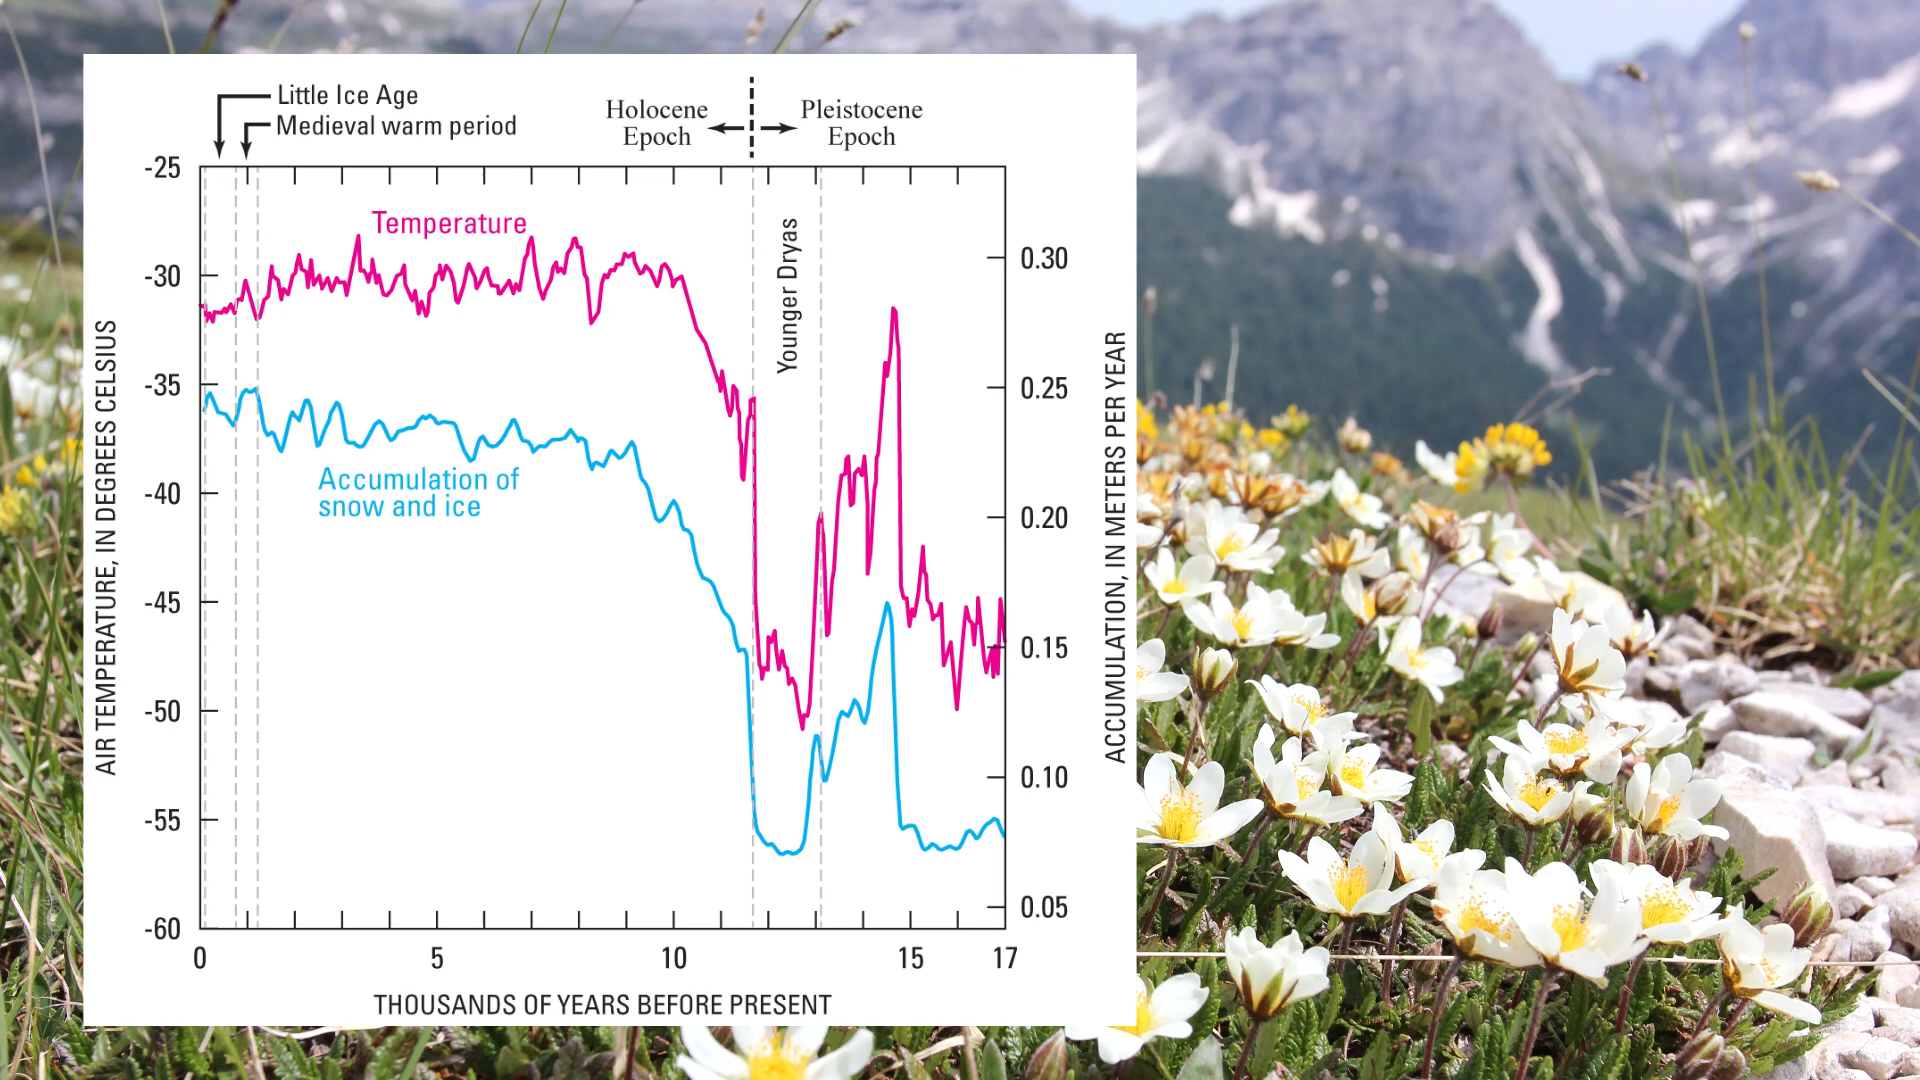 Little Ice Age
Medieval warm period
Holocene
Epoch
Pleistocene
Epoch
-25
-30
-35
-40
-45
-50
-55
-60
AIR TEMPERATURE, IN DEGREES CELSIUS
Temperature
Accumulation of
snow and ice
Younger Dryas
0.30
0.25
0.20
0.15
0.10
0.05
ACCUMULATION, IN METERS PER YEAR
0
5
10
15
17
THOUSANDS OF YEARS BEFORE PRESENT